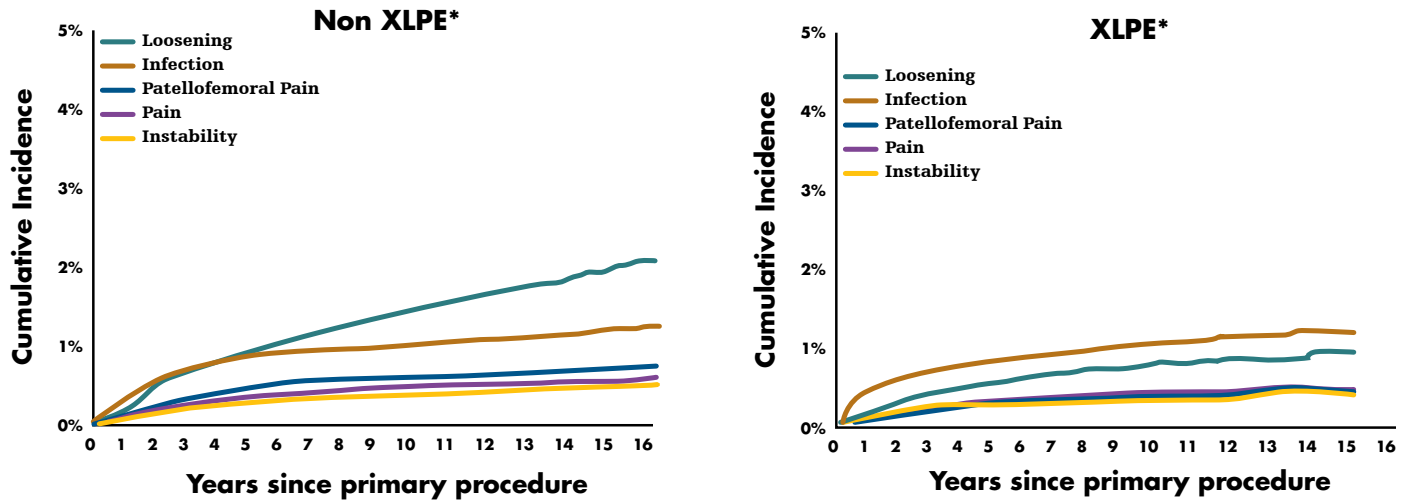 Non XLPE*
5%
4%
3%
2%
1%
0%
Cumulative Incidence
Loosening
Infection
Patellofemoral Pain
Pain
Instability
0 1 2 3 4 5 6 7 8 9 10 11 12 13 14 15 16
Years since primary procedure
XLPE*
5%
4%
3%
2%
1%
0%
Cumulative Incidence
Loosening
Infection
Patellofemoral Pain
Pain
Instability
0 1 2 3 4 5 6 7 8 9 10 11 12 13 14 15 16
Years since primary procedure